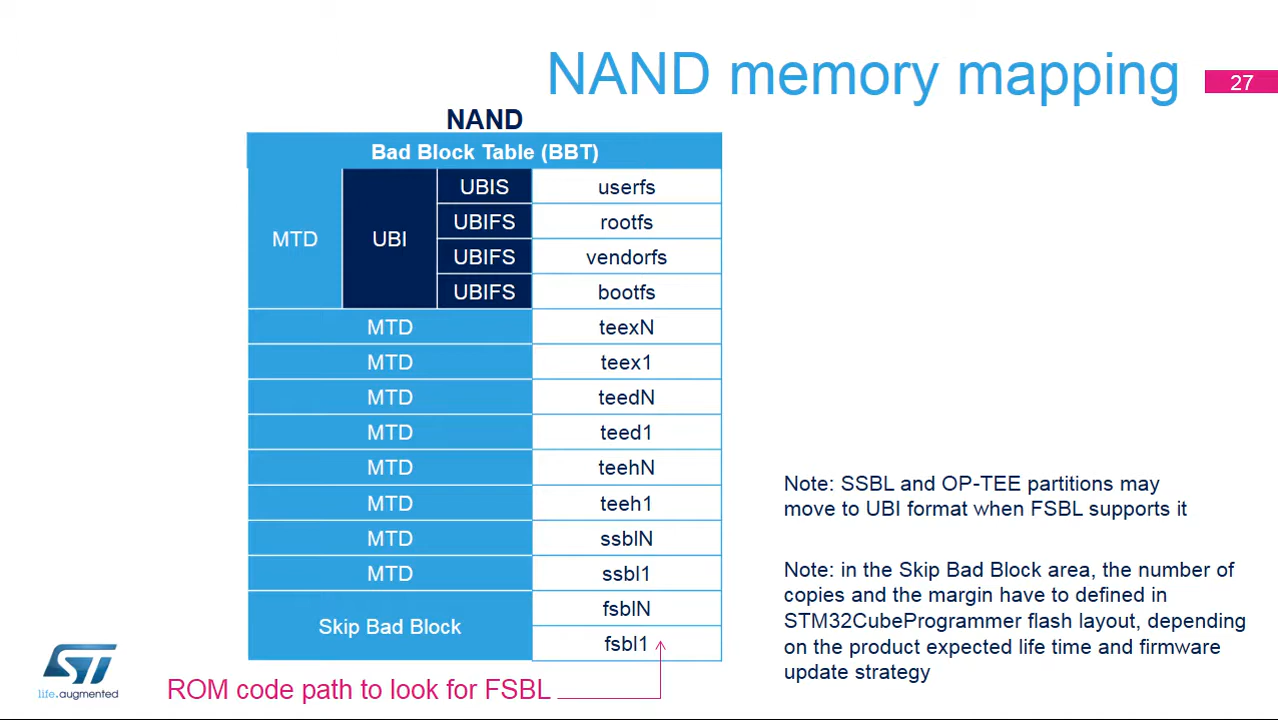 NAND memory mapping
27
NAND
Bad Block Table (BBT)
MTD
UBI
UBIS
userfs
UBIFS
rootfs
UBIFS
vendorfs
UBIFS
bootfs
MTD
teexN
MTD
teex1
MTD
teedN
MTD
teed1
MTD
teehN
MTD
teeh1
MTD
ssblN
MTD
ssbl1
Skip Bad Block
fsblN
fsbl1
Note: SSBL and OP-TEE partitions may
move to UBI format when FSBL supports it
Note: in the Skip Bad Block area, the number of
copies and the margin have to defined in
STM32CubeProgrammer flash layout, depending
on the product expected life time and firmware
update strategy
ROM code path to look for FSBL
ST
life.augmented